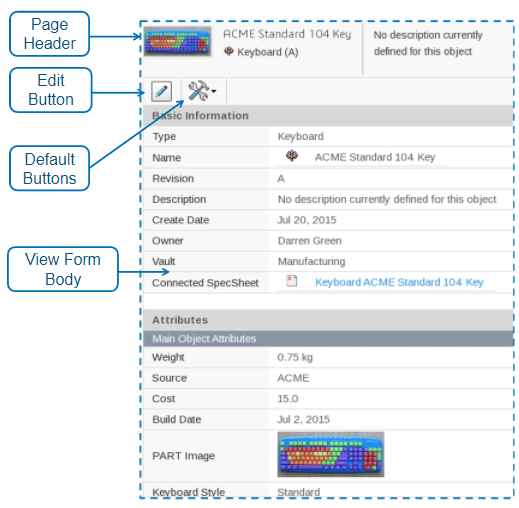 Page
Header
ACME Standard 104 Key
Keyboard (A)
No description currently
defined for this object
Edit
Button
Default
Buttons
View Form
Body
Basic Information
Type Keyboard
Name ACME Standard 104 Key
Revision A
Description No description currently defined for this object
Create Date Jul 20, 2015
Owner Darren Green
Vault Manufacturing
Connected SpecSheet Keyboard ACME Standard 104 Key
Attributes
Main Object Attributes
Weight 0.75 kg
Source ACME
Cost 15.0
Build Date Jul 2, 2015
PART Image
Keyboard Style Standard